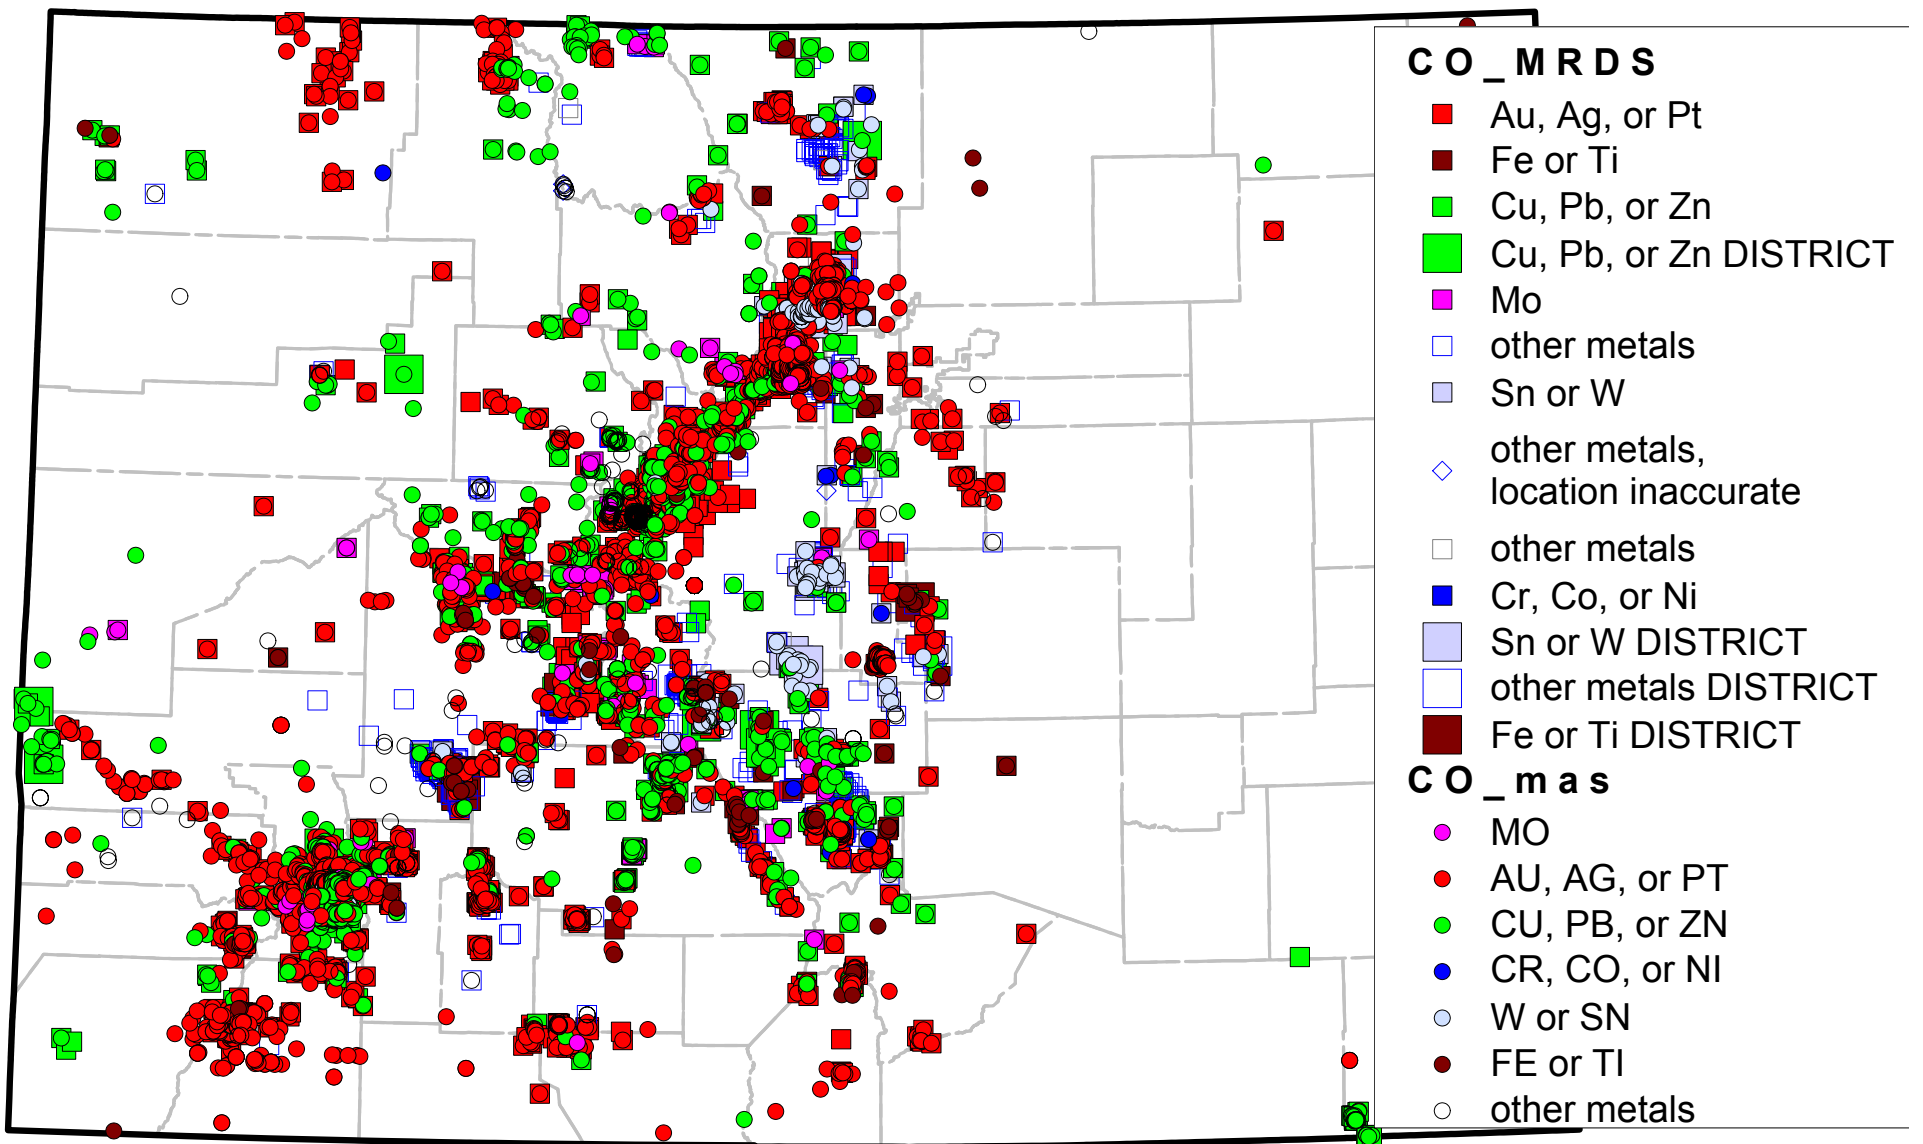 CO_MRDS
Au, Ag, or Pt
Fe or Ti
Cu, Pb, or Zn
Cu, Pb, or Zn DISTRICT
Mo
other metals
Sn or W
other metals,
location inaccurate
other metals
Cr, Co, or Ni
Sn or W DISTRICT
other metals DISTRICT
Fe or Ti DISTRICT
CO_mas
MO
AU, AG, or PT
CU, PB, or ZN
CR, CO, or NI
W or SN
FE or TI
other metals